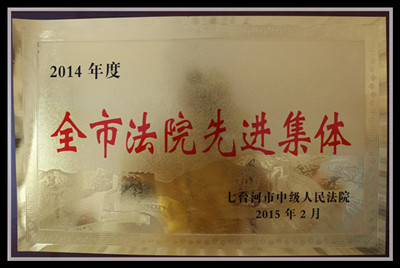 2014 年度
全市法院先进集体
七台河市中级人民法院
2015 年 2 月